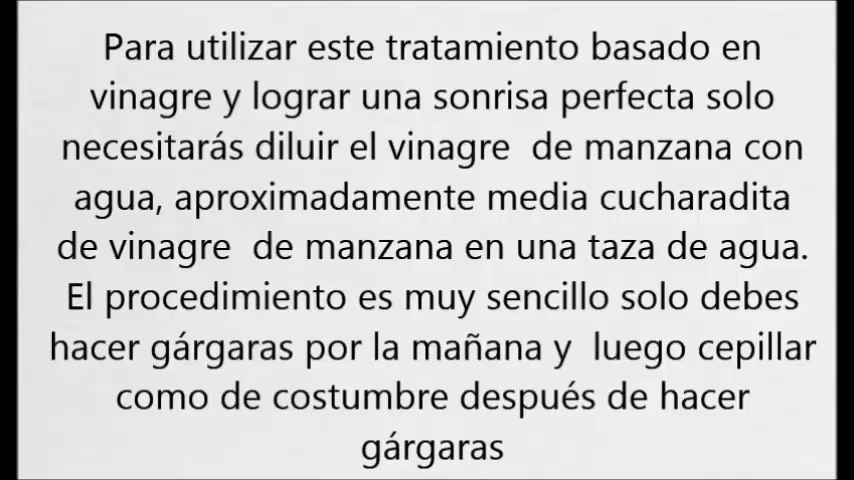 Para utilizar este tratamiento basado en
vinagre y lograr una sonrisa perfecta solo
necesitarás diluir el vinagre  de manzana con
agua, aproximadamente media cucharadita
de vinagre  de manzana en una taza de agua.
El procedimiento es muy sencillo solo debes
hacer gárgaras por la mañana y  luego cepillar
como de costumbre después de hacer
gárgaras